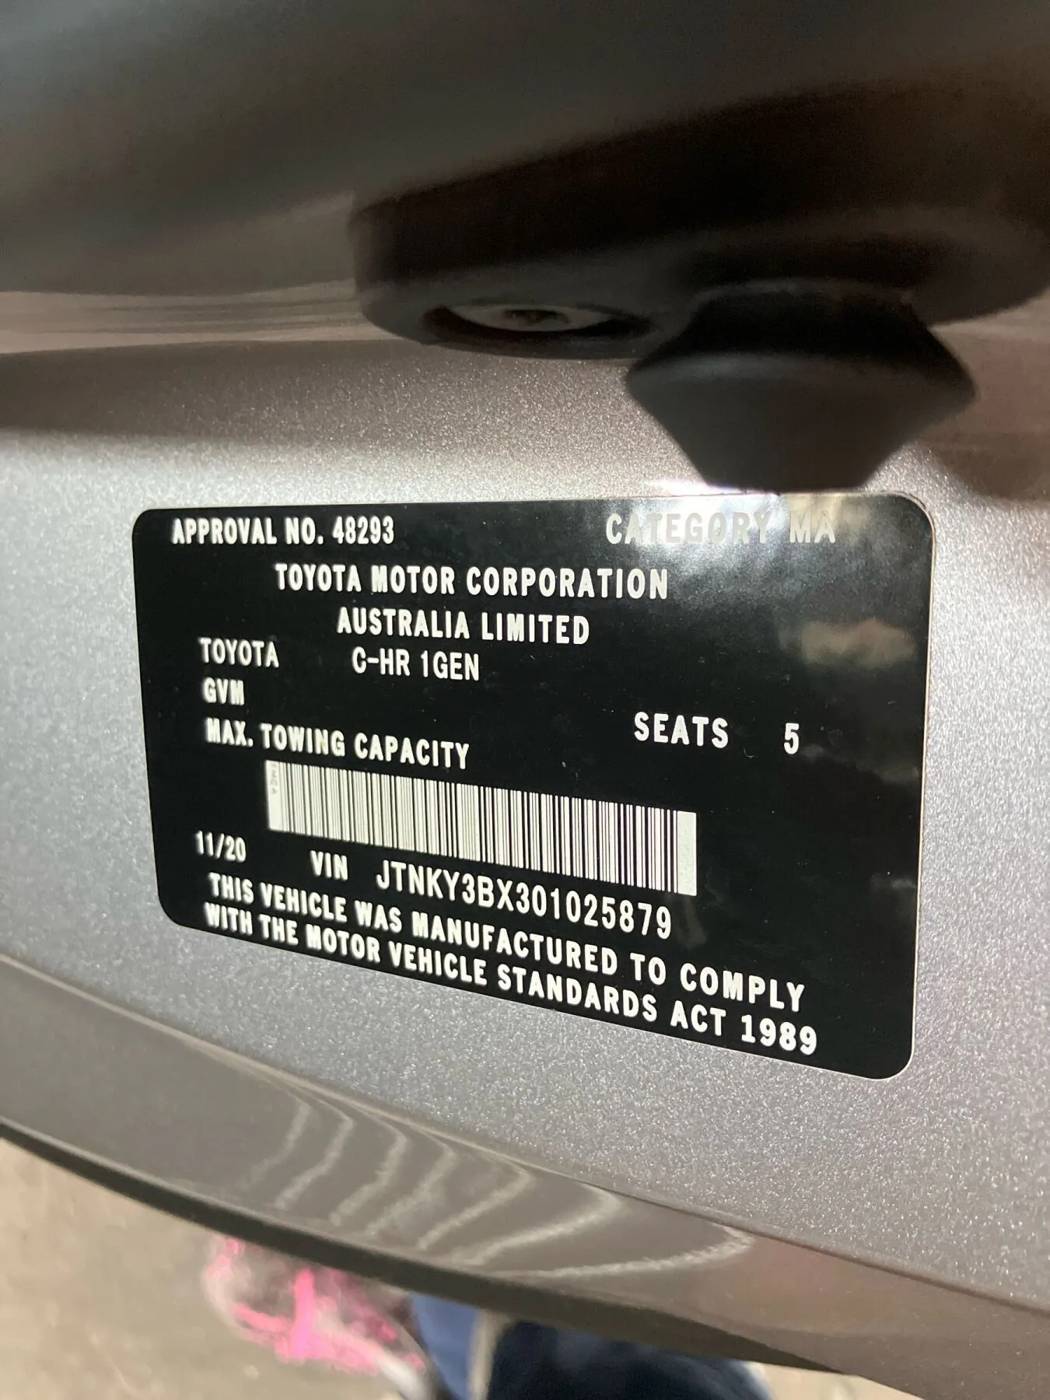 APPROVAL NO. 48293 CATEGORY MA
TOYOTA MOTOR CORPORATION
AUSTRALIA LIMITED
TOYOTA C-HR 1GEN
GVM
SEATS 5
MAX. TOWING CAPACITY
11/20 VIN JTNKY3BX301025879
THIS VEHICLE WAS MANUFACTURED TO COMPLY
WITH THE MOTOR VEHICLE STANDARDS ACT 1989